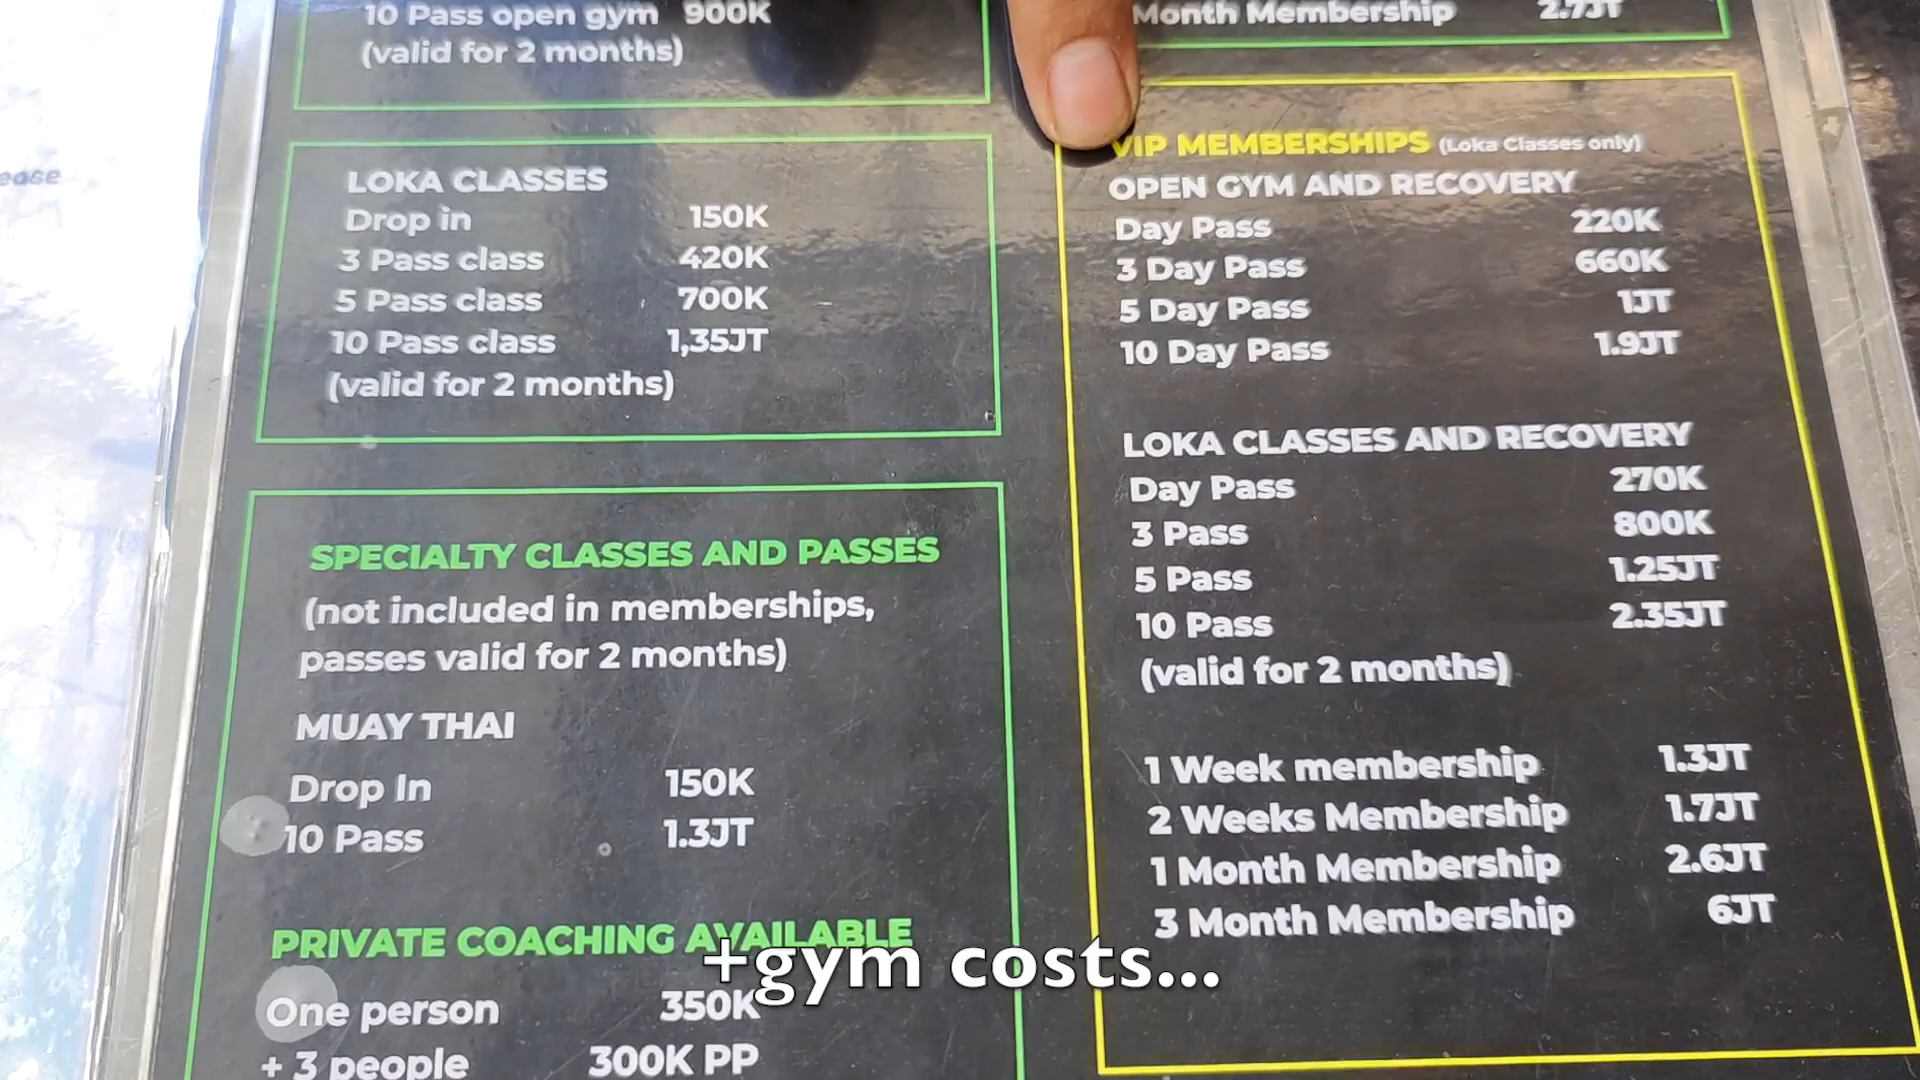 10 Pass open gym 900K
(valid for 2 months)
LOKA CLASSES
Drop in 150K
3 Pass class 420K
5 Pass class 700K
10 Pass class 1,35JT
(valid for 2 months)
SPECIALTY CLASSES AND PASSES
(not included in memberships,
passes valid for 2 months)
MUAY THAI
Drop In 150K
10 Pass 1.3JT
PRIVATE COACHING AVAILABLE
One person 350K
+ 3 people 300K PP
Month Membership 2.7JT
VIP MEMBERSHIPS (Loka Classes only)
OPEN GYM AND RECOVERY
Day Pass 220K
3 Day Pass 660K
5 Day Pass 1JT
10 Day Pass 1.9JT
LOKA CLASSES AND RECOVERY
Day Pass 270K
3 Pass 800K
5 Pass 1.25JT
10 Pass 2.35JT
(valid for 2 months)
1 Week membership 1.3JT
2 Weeks Membership 1.7JT
1 Month Membership 2.6JT
3 Month Membership 6JT
+gym costs...